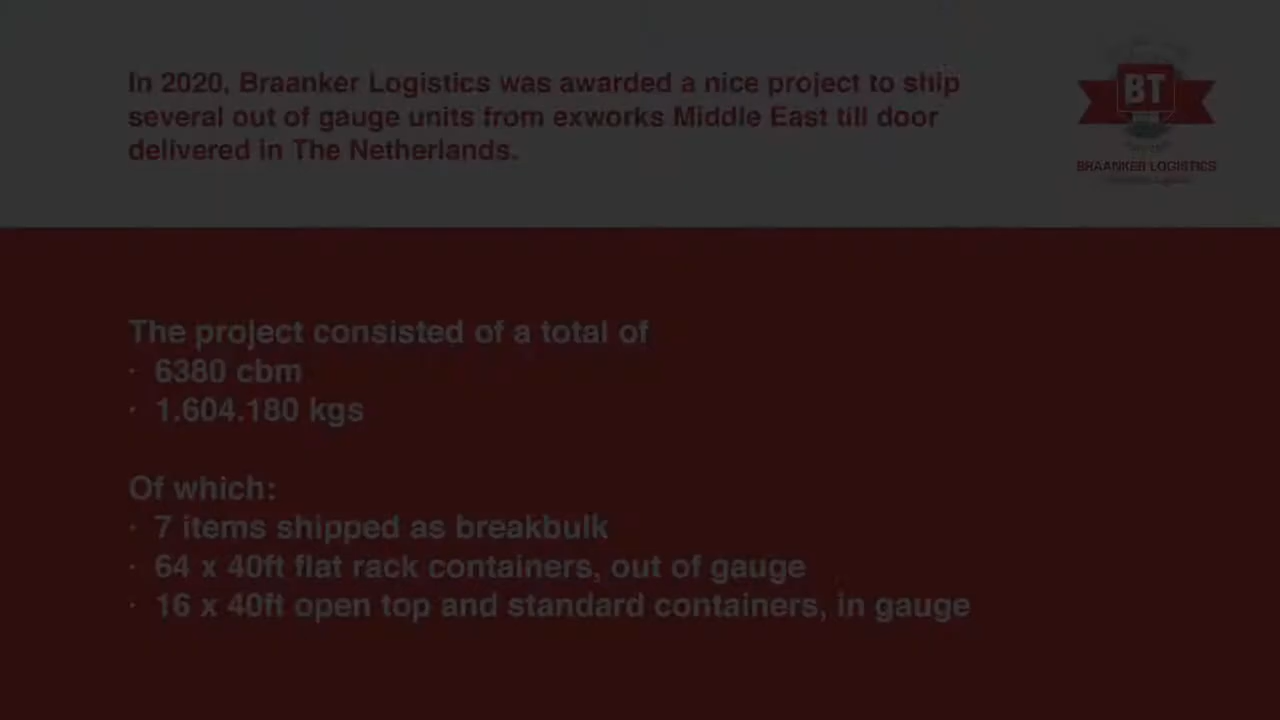 In 2020, Braanker Logistics was awarded a nice project to ship
several out of gauge units from exworks Middle East till door
delivered in The Netherlands.
BT
BRAANKER LOGISTICS
The project consisted of a total of
· 6380 cbm
· 1.604.180 kgs
Of which:
· 7 items shipped as breakbulk
· 64 x 40ft flat rack containers, out of gauge
· 16 x 40ft open top and standard containers, in gauge